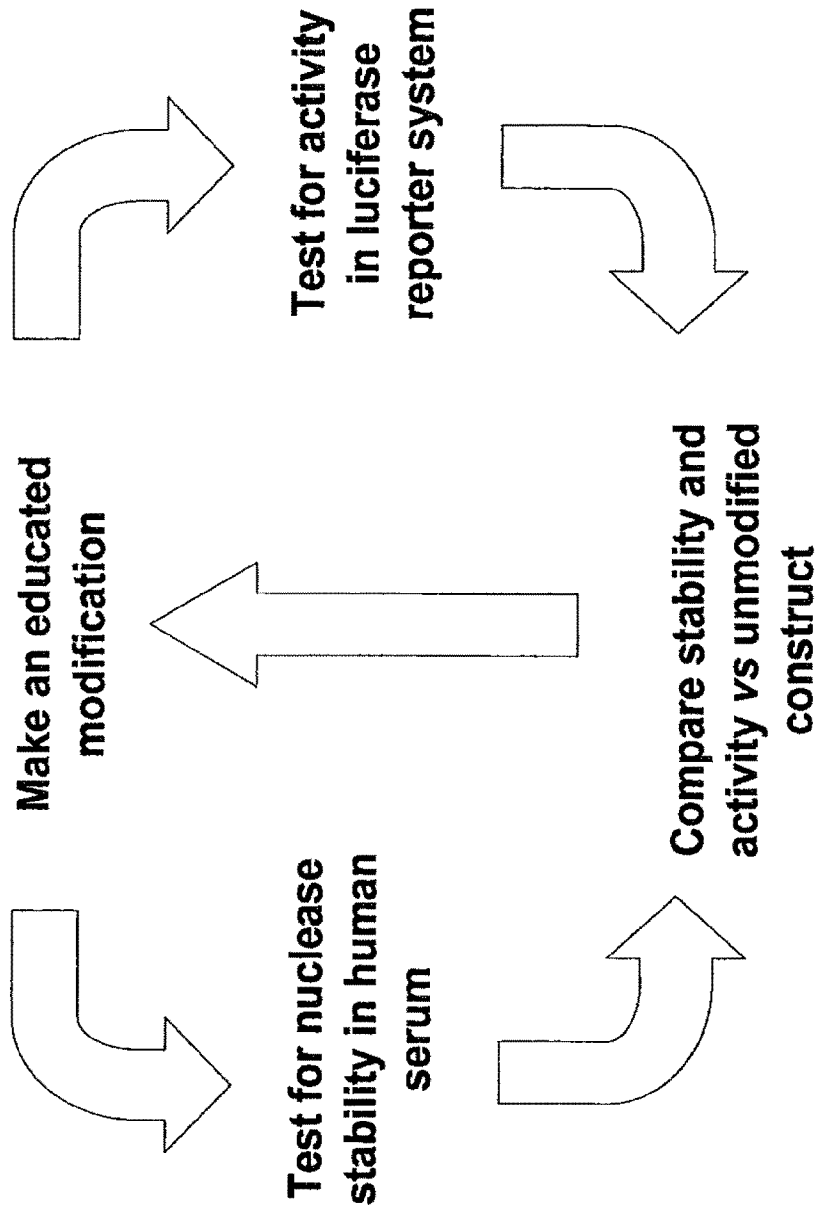 Make an educated
modification
Test for nuclease
stability in human
serum
Test for activity
in luciferase
reporter system
Compare stability and
activity vs unmodified
construct